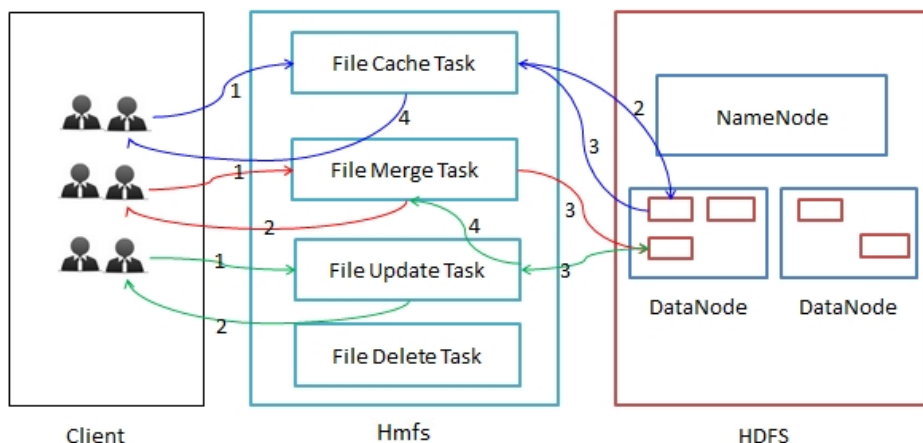 File Cache Task
1
4
2
3
NameNode
1
File Merge Task
2
3
4
1
File Update Task
3
2
DataNode
DataNode
File Delete Task
Client
Hmfs
HDFS